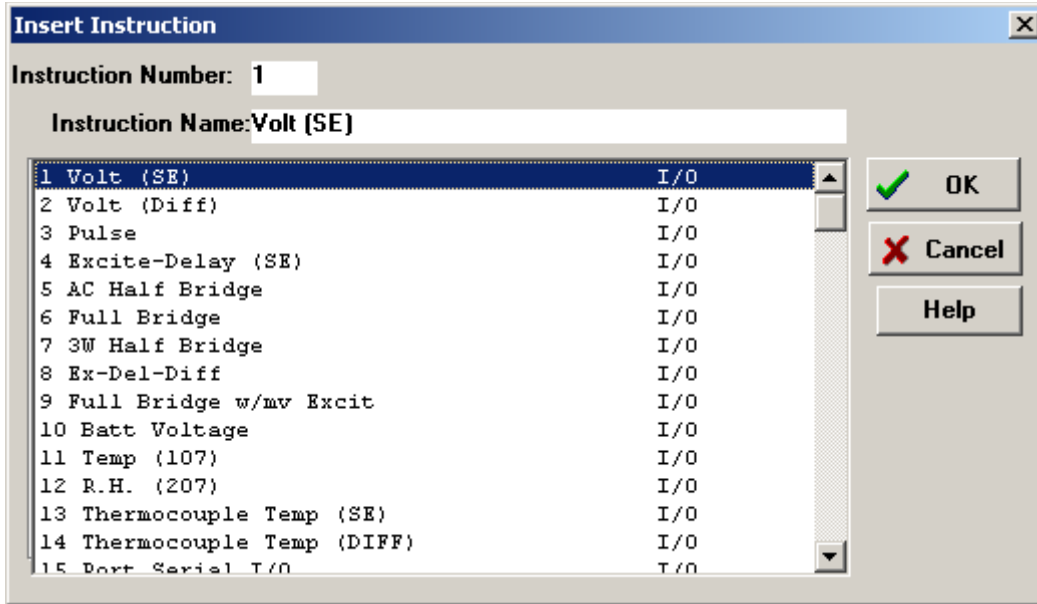 Insert Instruction
Instruction Number: 1
Instruction Name: Volt (SE)
1 Volt (SE) I/O
2 Volt (Diff) I/O
3 Pulse I/O
4 Excite-Delay (SE) I/O
5 AC Half Bridge I/O
6 Full Bridge I/O
7 3W Half Bridge I/O
8 Ex-Del-Diff I/O
9 Full Bridge w/mv Excit I/O
10 Batt Voltage I/O
11 Temp (107) I/O
12 R.H. (207) I/O
13 Thermocouple Temp (SE) I/O
14 Thermocouple Temp (DIFF) I/O
15 Port Serial I/O I/O
OK
Cancel
Help